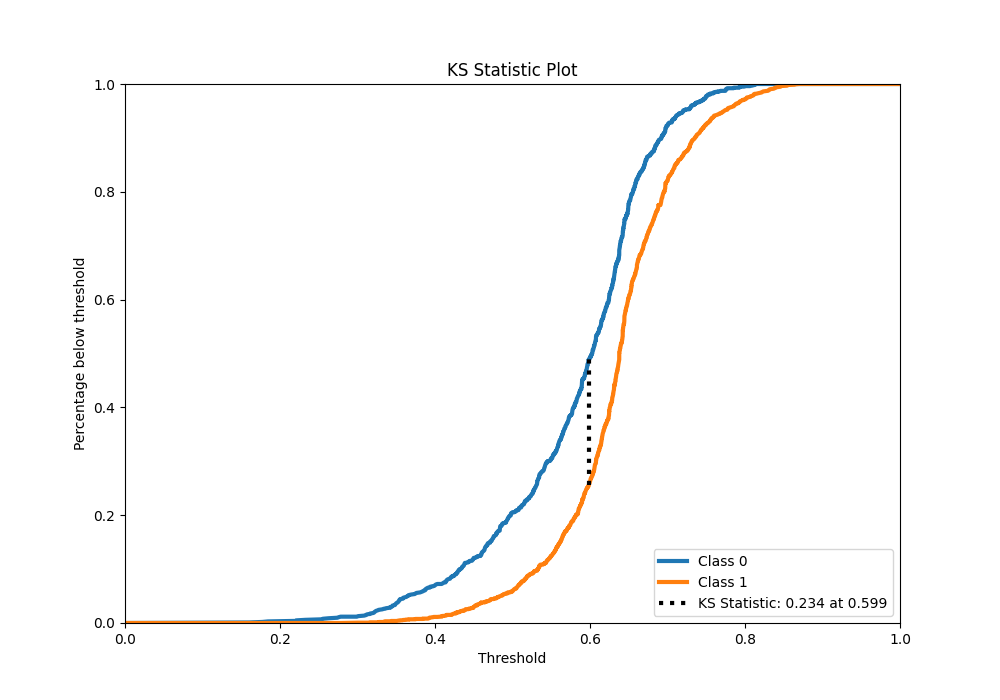 KS Statistic Plot
1.0
0.8
0.6
0.4
0.2
0.0
Percentage below threshold
0.0 0.2 0.4 0.6 0.8 1.0
Threshold
Class 0
Class 1
KS Statistic: 0.234 at 0.599